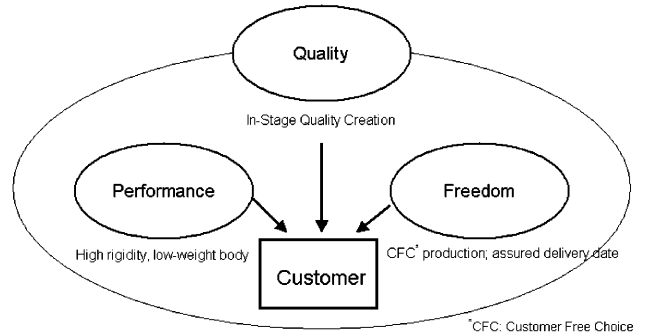 Quality
In-Stage Quality Creation
Performance
Freedom
High rigidity, low-weight body
CFC* production; assured delivery date
Customer
*CFC: Customer Free Choice